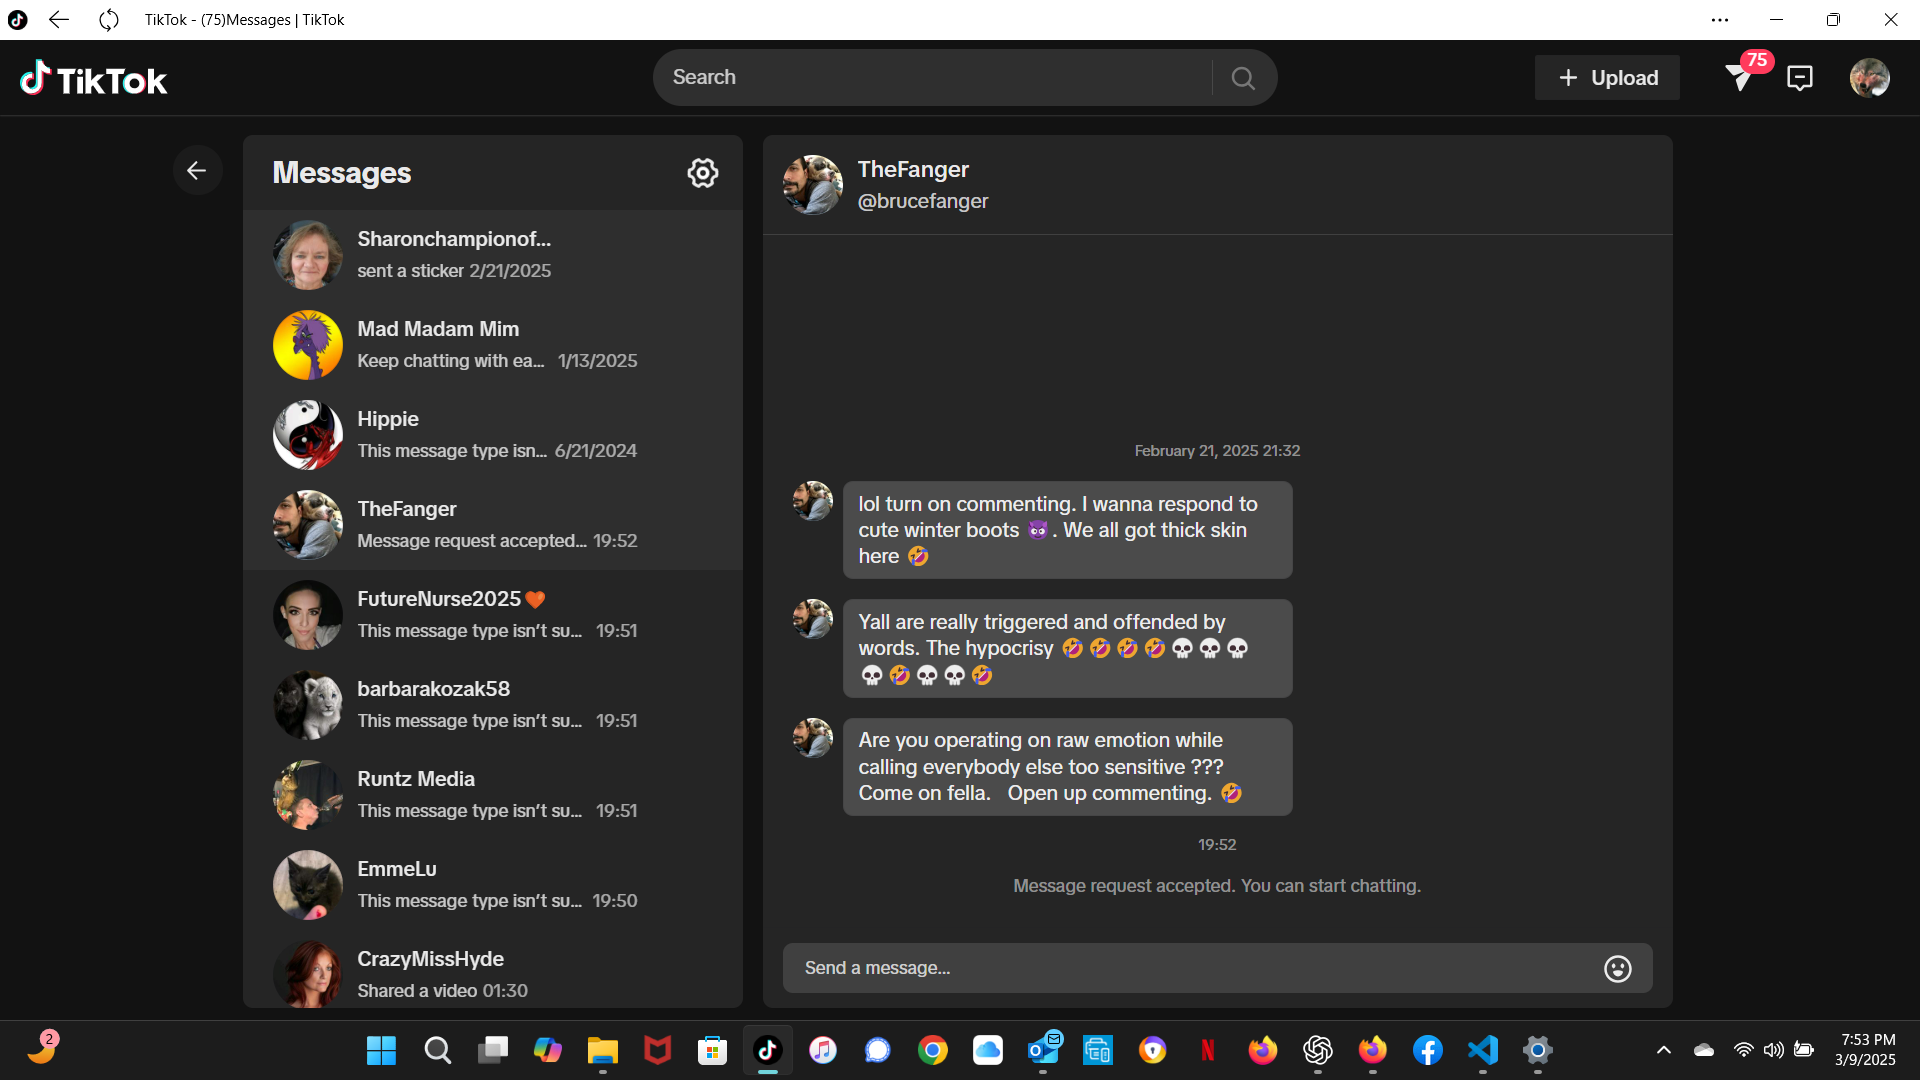 TikTok - (75)Messages | TikTok
TikTok
Search
Upload
75
Messages
Sharonchampionof...
sent a sticker 2/21/2025
Mad Madam Mim
Keep chatting with ea... 1/13/2025
Hippie
This message type isn... 6/21/2024
TheFanger
Message request accepted... 19:52
FutureNurse2025🧡
This message type isn’t su... 19:51
barbarakozak58
This message type isn’t su... 19:51
Runtz Media
This message type isn’t su... 19:51
EmmeLu
This message type isn’t su... 19:50
CrazyMissHyde
Shared a video 01:30
TheFanger
@brucefanger
February 21, 2025 21:32
lol turn on commenting. I wanna respond to
cute winter boots 😈. We all got thick skin
here 🤣
Yall are really triggered and offended by
words. The hypocrisy 🤣🤣🤣🤣💀💀💀
💀🤣💀💀🤣
Are you operating on raw emotion while
calling everybody else too sensitive ???
Come on fella.   Open up commenting. 🤣
19:52
Message request accepted. You can start chatting.
Send a message...
2
7:53 PM
3/9/2025